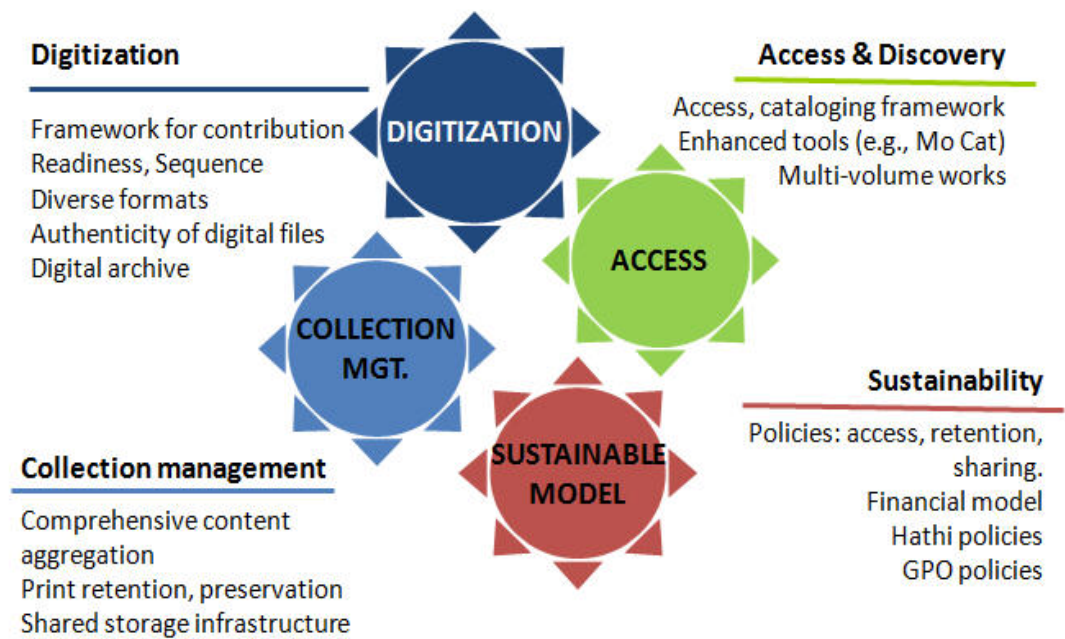 Digitization
Framework for contribution
Readiness, Sequence
Diverse formats
Authenticity of digital files
Digital archive
DIGITIZATION
Access & Discovery
Access, cataloging framework
Enhanced tools (e.g., Mo Cat)
Multi-volume works
ACCESS
COLLECTION
MGT.
SUSTAINABLE
MODEL
Collection management
Comprehensive content
aggregation
Print retention, preservation
Shared storage infrastructure
Sustainability
Policies: access, retention,
sharing.
Financial model
Hathi policies
GPO policies